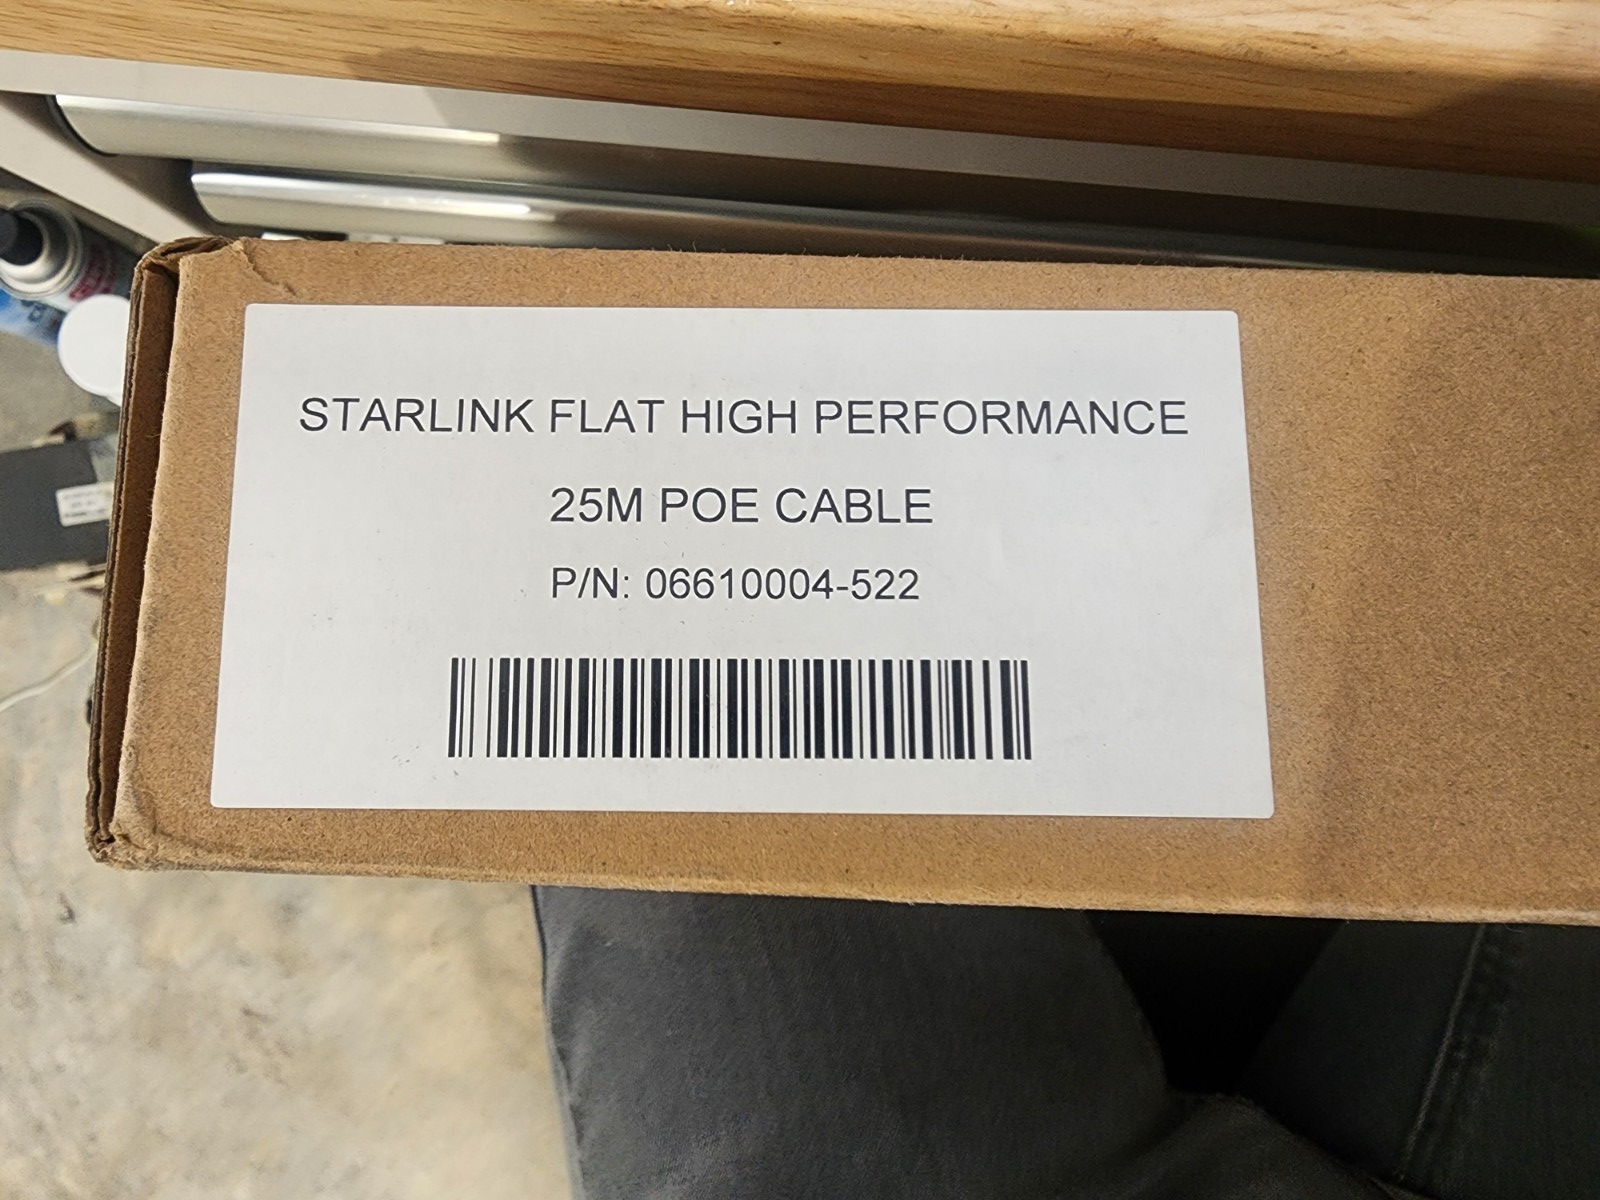 STARLINK FLAT HIGH PERFORMANCE
25M POE CABLE
P/N: 06610004-522